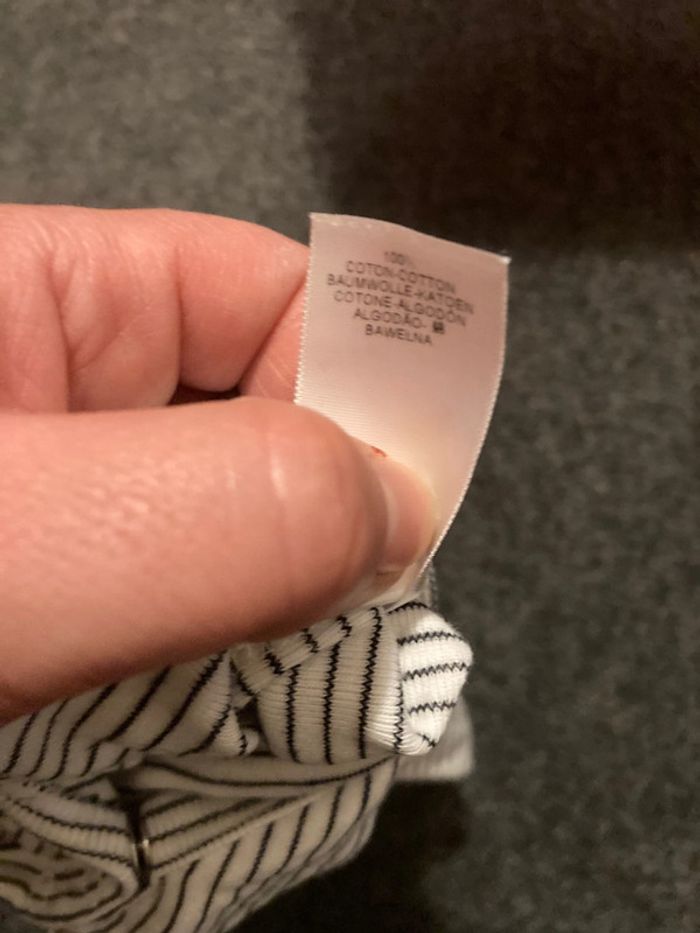 100%
COTON-COTTON
BAUMWOLLE-KATOEN
COTONE-ALGODÓN
ALGODÃO-
BAWEŁNA